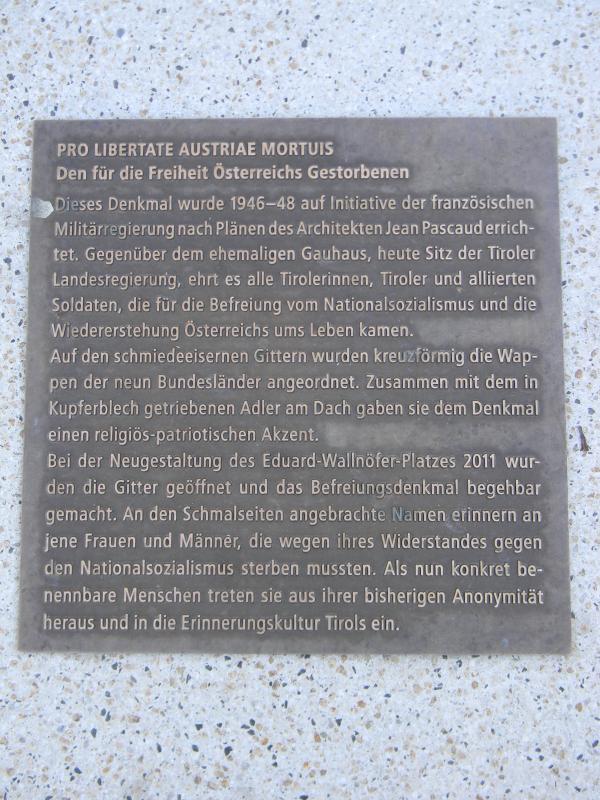 PRO LIBERTATE AUSTRIAE MORTUIS
Den für die Freiheit Österreichs Gestorbenen
Dieses Denkmal wurde 1946–48 auf Initiative der französischen
Militärregierung nach Plänen des Architekten Jean Pascaud errich-
tet. Gegenüber dem ehemaligen Gauhaus, heute Sitz der Tiroler
Landesregierung, ehrt es alle Tirolerinnen, Tiroler und alliierten
Soldaten, die für die Befreiung vom Nationalsozialismus und die
Wiedererstehung Österreichs ums Leben kamen.
Auf den schmiedeeisernen Gittern wurden kreuzförmig die Wap-
pen der neun Bundesländer angeordnet. Zusammen mit dem in
Kupferblech getriebenen Adler am Dach gaben sie dem Denkmal
einen religiös-patriotischen Akzent.
Bei der Neugestaltung des Eduard-Wallnöfer-Platzes 2011 wur-
den die Gitter geöffnet und das Befreiungsdenkmal begehbar
gemacht. An den Schmalseiten angebrachte Namen erinnern an
jene Frauen und Männer, die wegen ihres Widerstandes gegen
den Nationalsozialismus sterben mussten. Als nun konkret be-
nennbare Menschen treten sie aus ihrer bisherigen Anonymität
heraus und in die Erinnerungskultur Tirols ein.